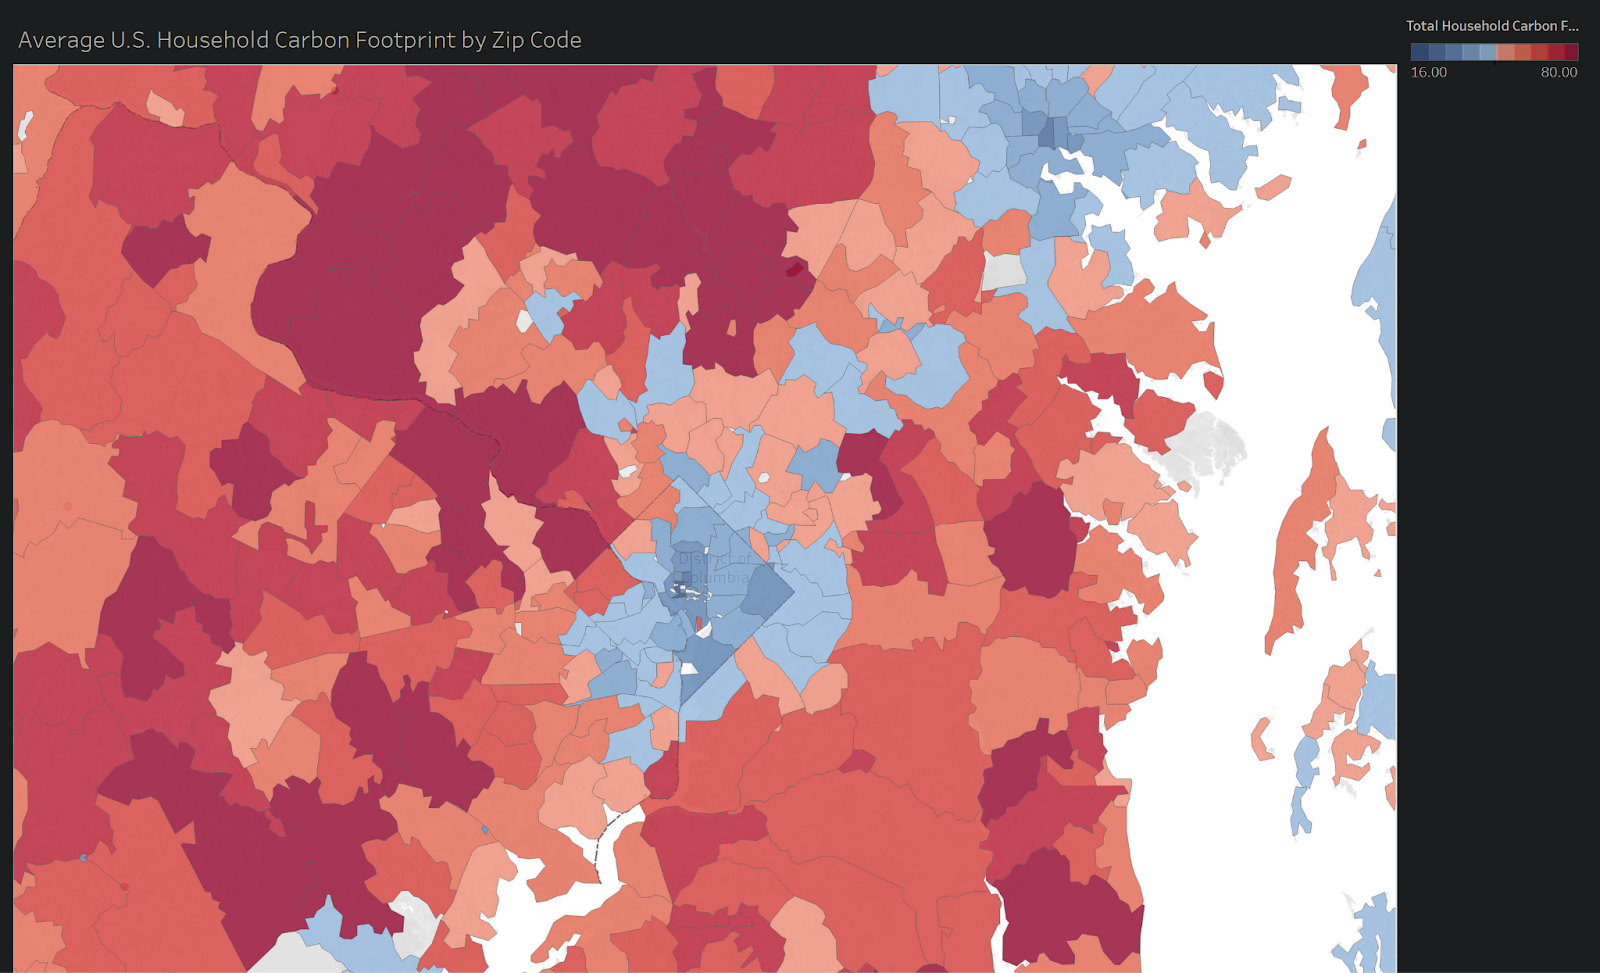 Average U.S. Household Carbon Footprint by Zip Code
Total Household Carbon F...
16.00 80.00
District of
Columbia